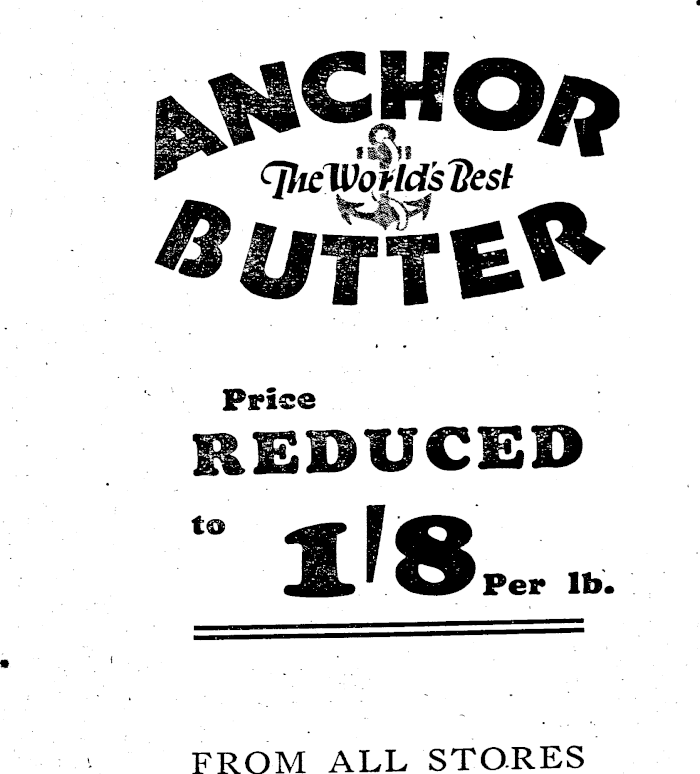 ANCHOR
The World's Best
BUTTER
Price
REDUCED
to 1'8 Per lb.
FROM ALL STORES